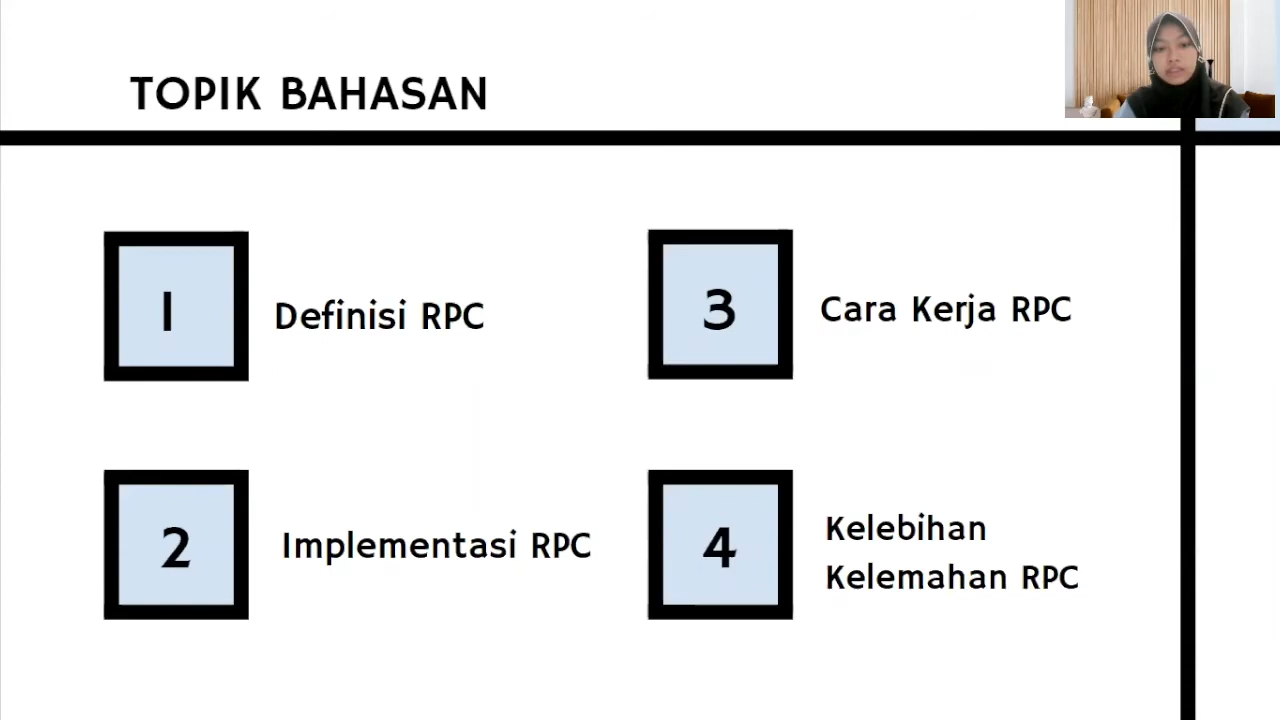 TOPIK BAHASAN
1
Definisi RPC
2
Implementasi RPC
3
Cara Kerja RPC
4
Kelebihan
Kelemahan RPC